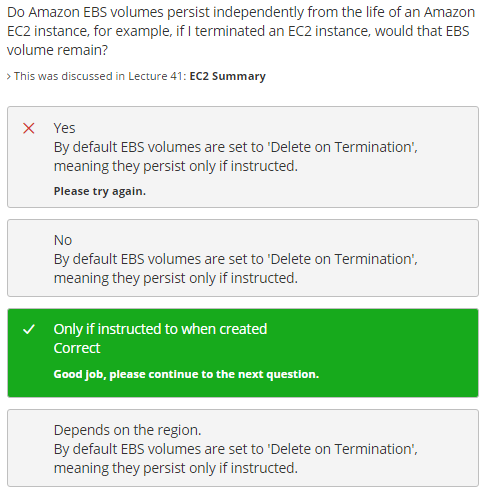 Do Amazon EBS volumes persist independently from the life of an Amazon
EC2 instance, for example, if I terminated an EC2 instance, would that EBS
volume remain?
› This was discussed in Lecture 41: EC2 Summary
Yes
By default EBS volumes are set to 'Delete on Termination',
meaning they persist only if instructed.
Please try again.
No
By default EBS volumes are set to 'Delete on Termination',
meaning they persist only if instructed.
Only if instructed to when created
Correct
Good job, please continue to the next question.
Depends on the region.
By default EBS volumes are set to 'Delete on Termination',
meaning they persist only if instructed.